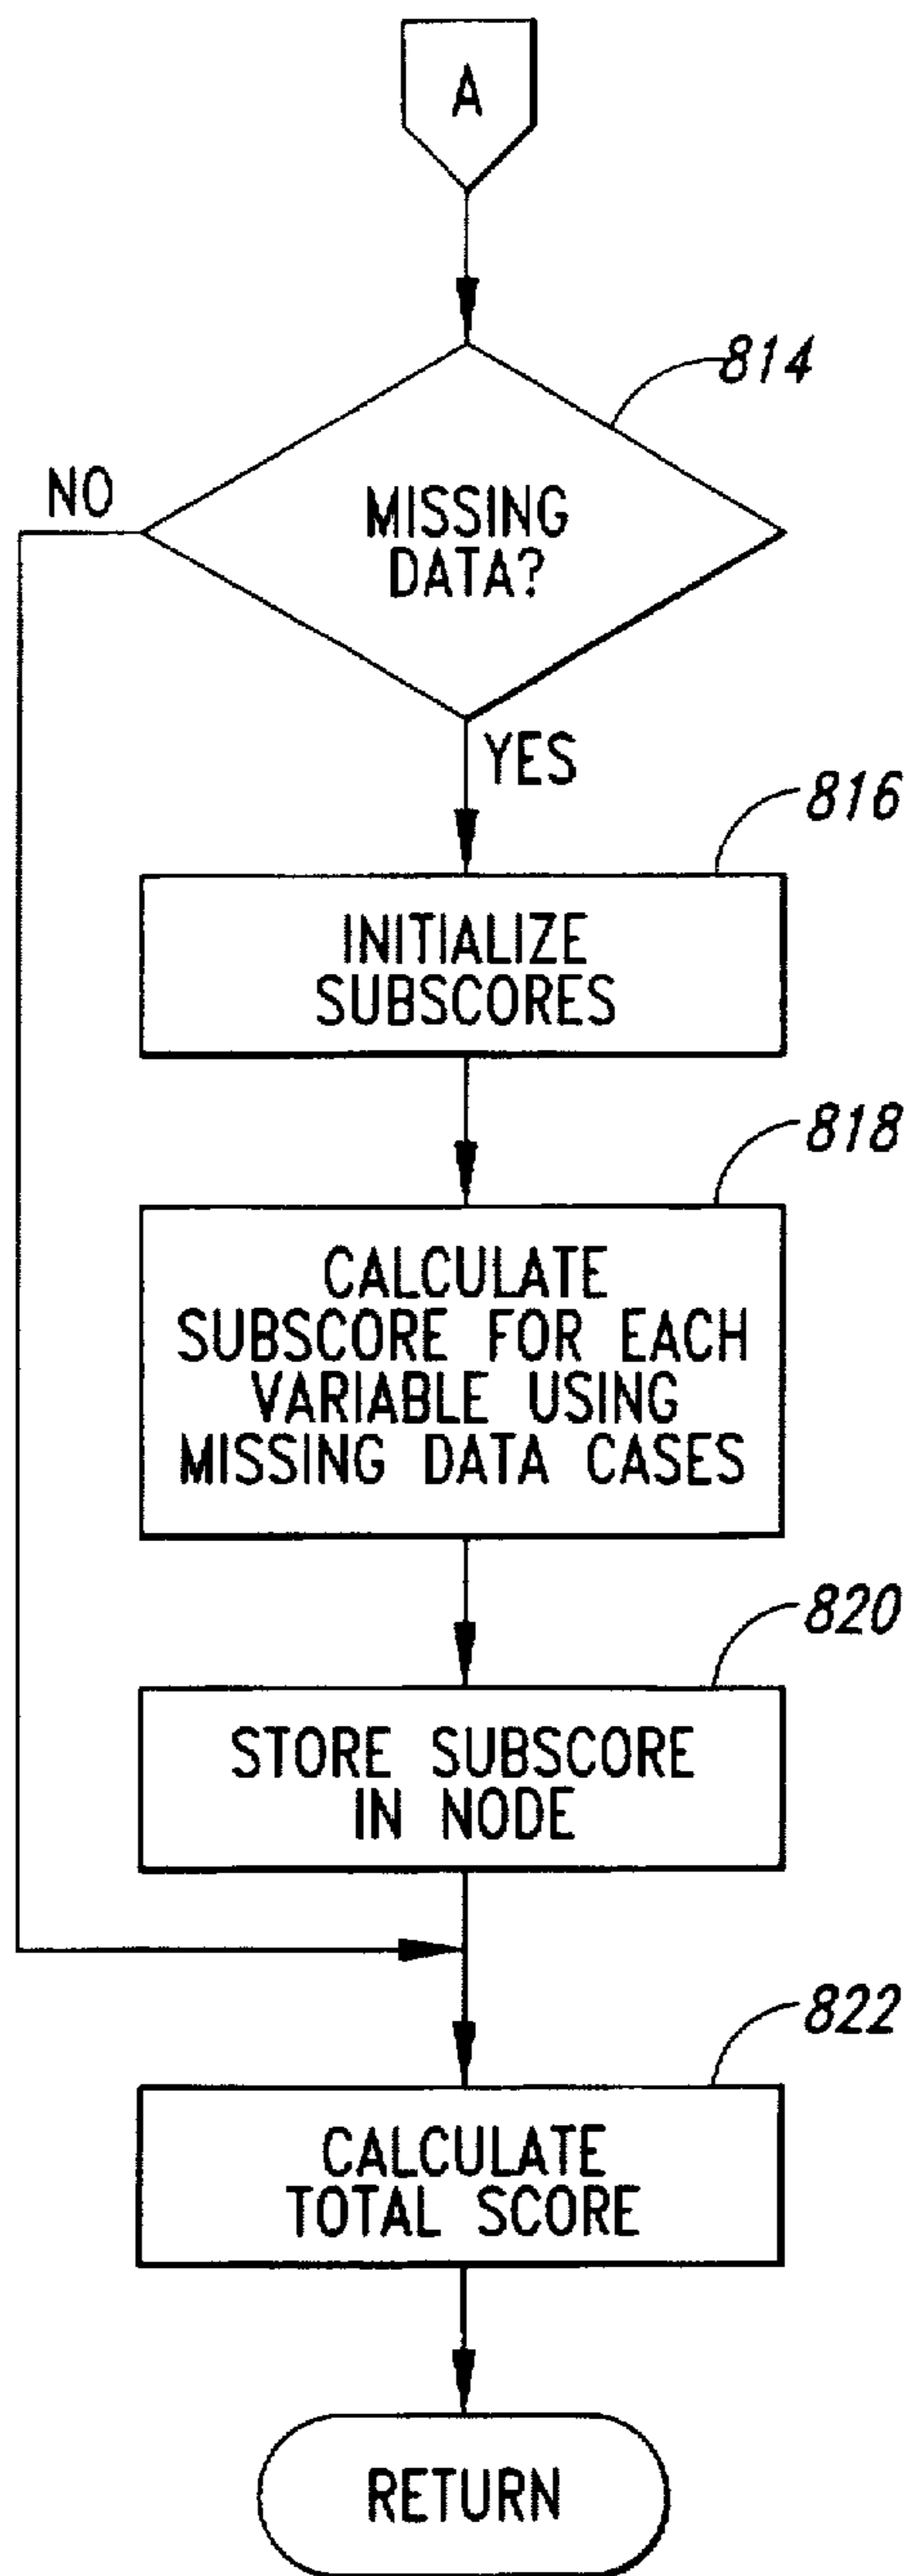 A
814
NO
MISSING
DATA?
YES
816
INITIALIZE
SUBSCORES
818
CALCULATE
SUBSCORE FOR EACH
VARIABLE USING
MISSING DATA CASES
820
STORE SUBSCORE
IN NODE
822
CALCULATE
TOTAL SCORE
RETURN